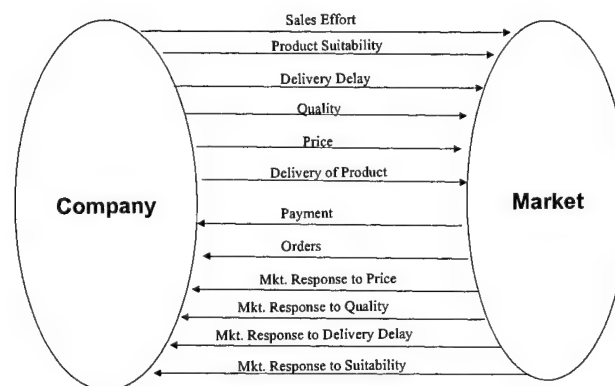 Sales Effort
Product Suitability
Delivery Delay
Quality
Price
Delivery of Product
Company
Market
Payment
Orders
Mkt. Response to Price
Mkt. Response to Quality
Mkt. Response to Delivery Delay
Mkt. Response to Suitability